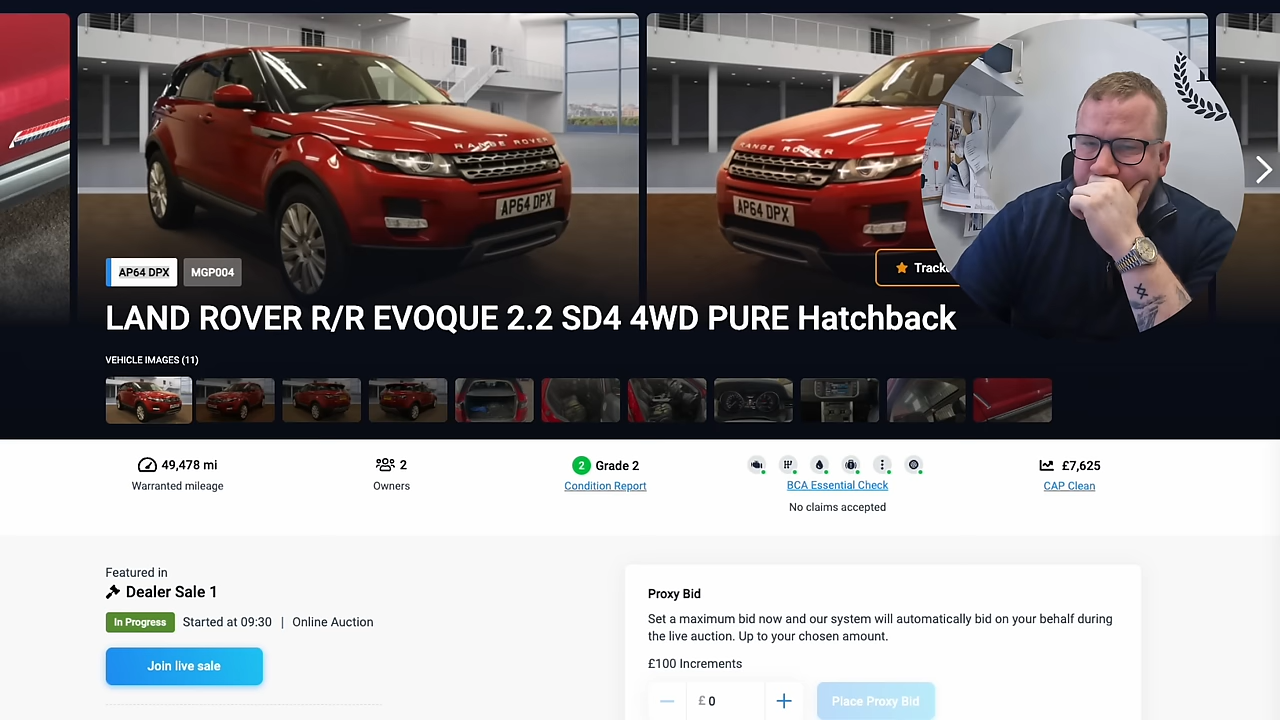 RANGE ROVER
AP64 DPX
RANGE ROVER
AP64 DPX
AP64 DPX
MGP004
LAND ROVER R/R EVOQUE 2.2 SD4 4WD PURE Hatchback
VEHICLE IMAGES (11)
49,478 mi
Warranted mileage
2
Owners
2 Grade 2
Condition Report
BCA Essential Check
No claims accepted
£7,625
CAP Clean
Featured in
Dealer Sale 1
In Progress Started at 09:30 | Online Auction
Join live sale
Proxy Bid
Set a maximum bid now and our system will automatically bid on your behalf during
the live auction. Up to your chosen amount.
£100 Increments
£ 0
Place Proxy Bid